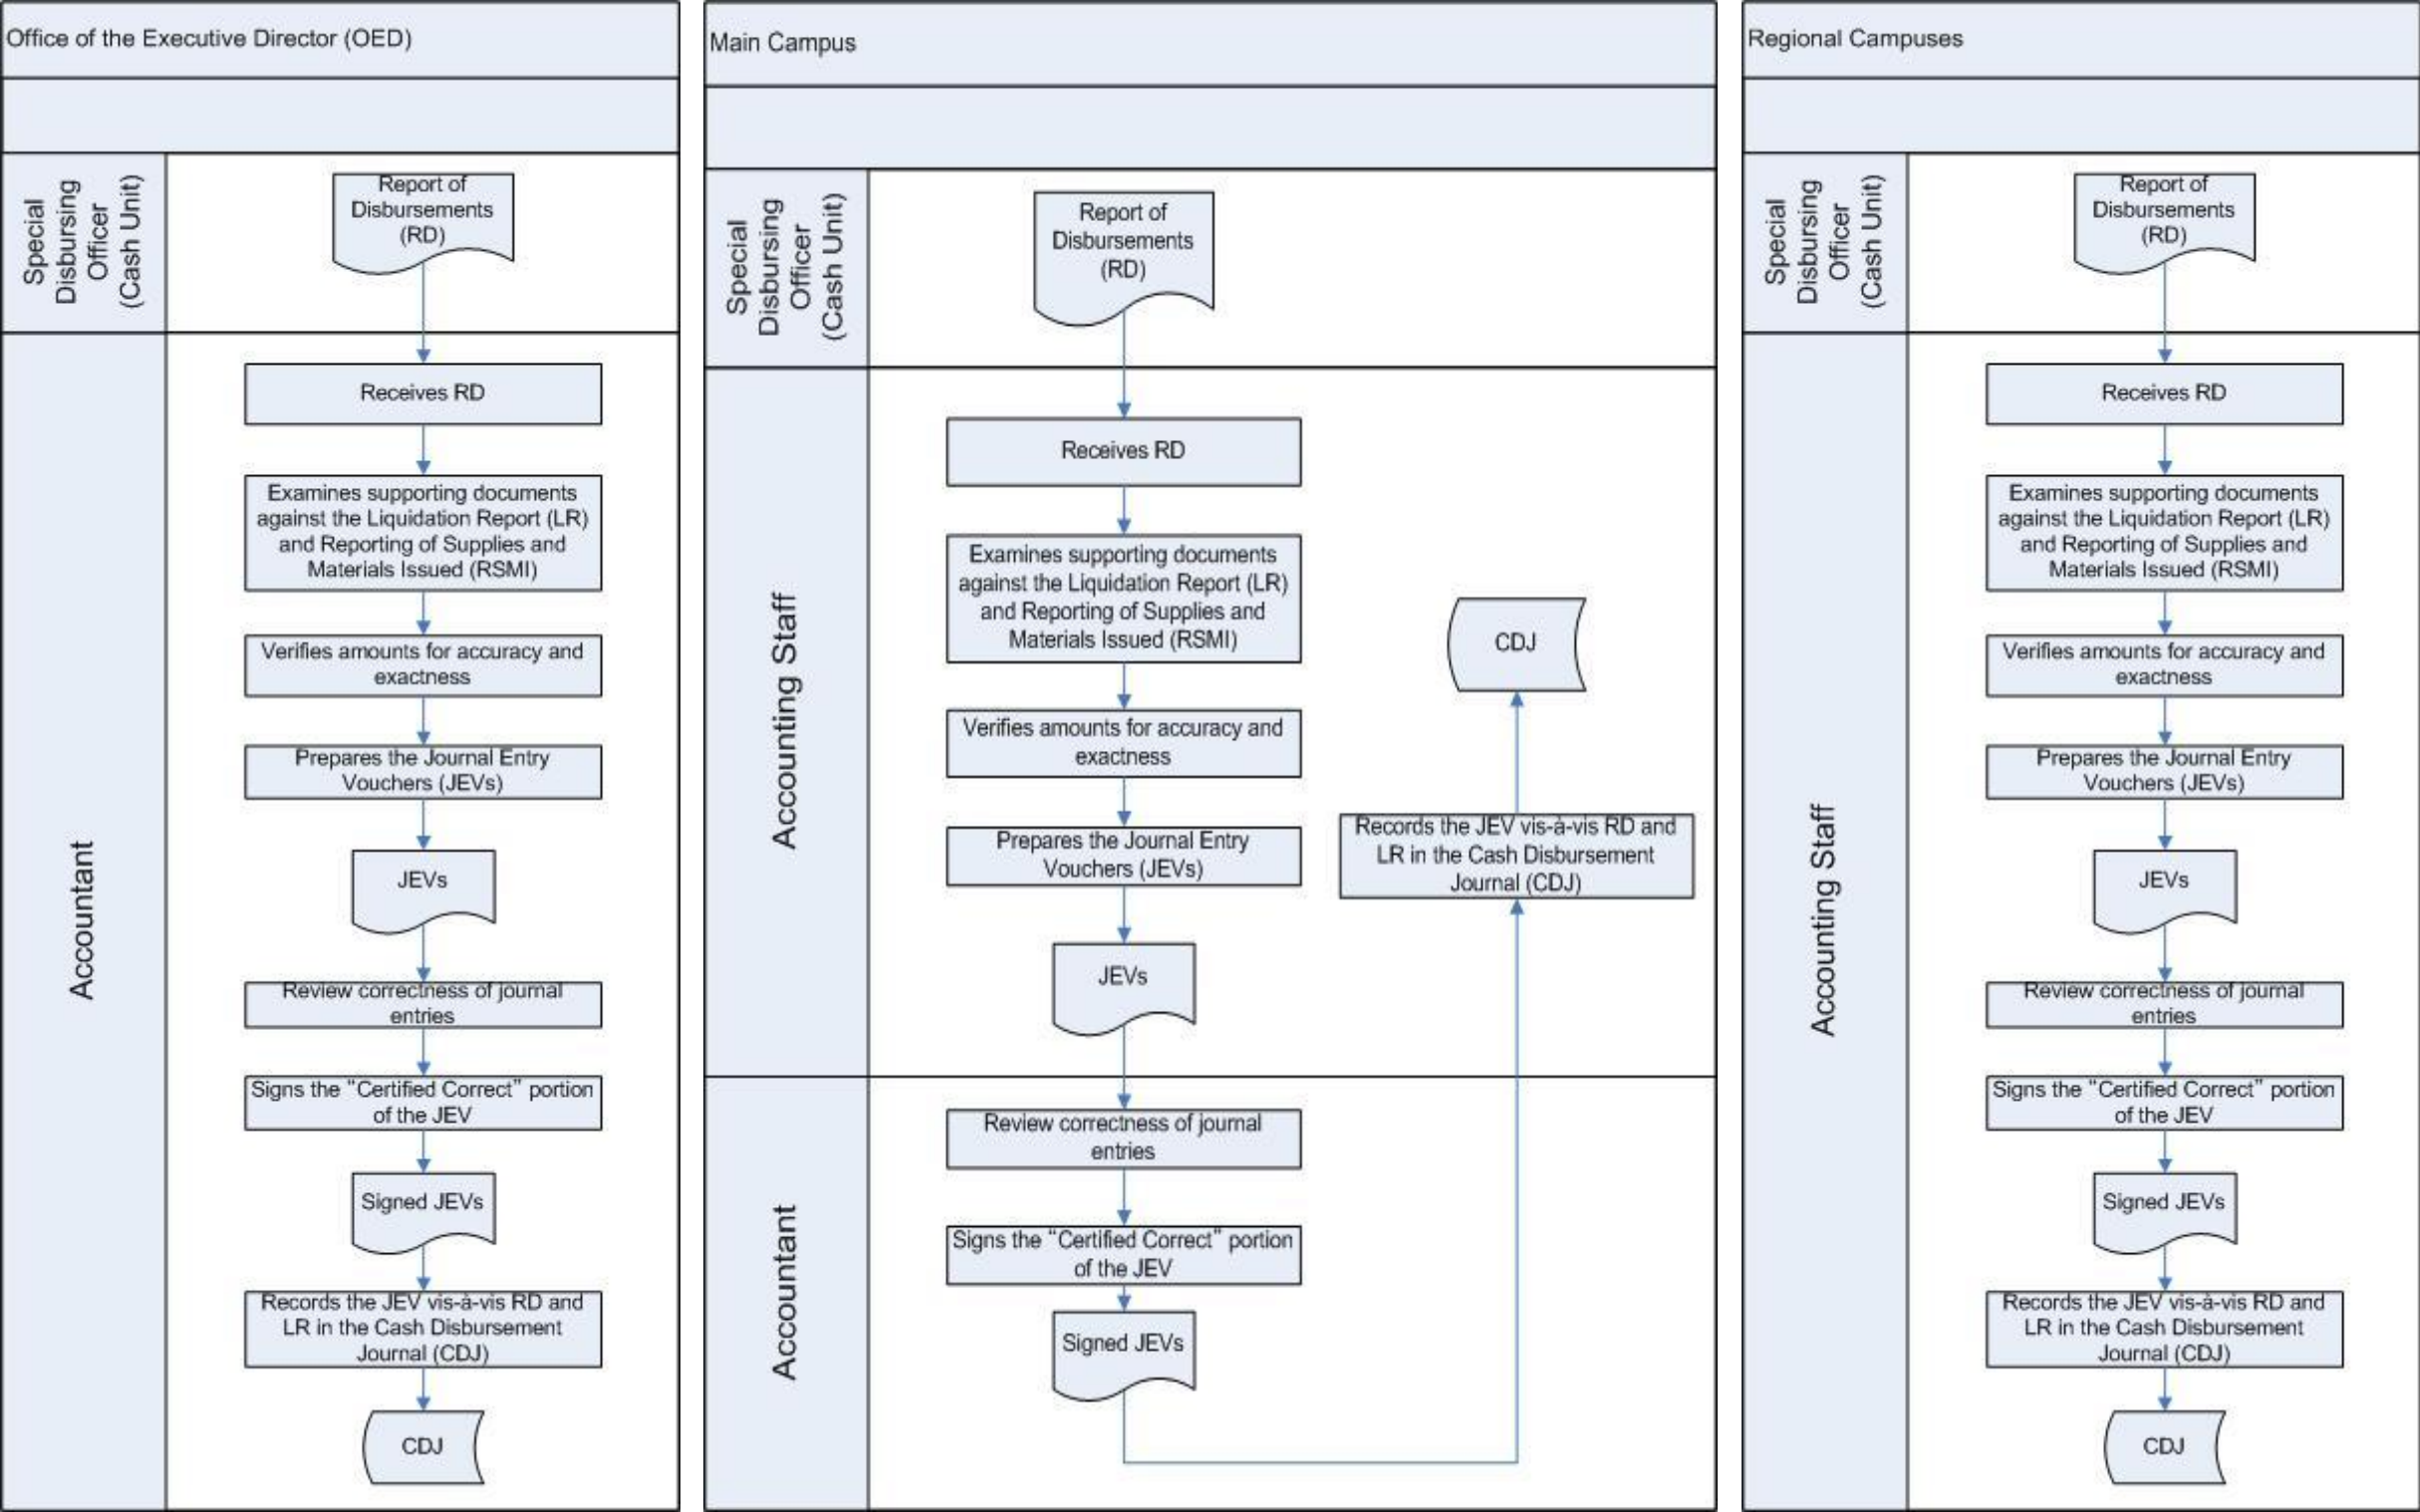 Office of the Executive Director (OED)
Special
Disbursing
Officer
(Cash Unit)
Report of
Disbursements
(RD)
Accountant
Receives RD
Examines supporting documents
against the Liquidation Report (LR)
and Reporting of Supplies and
Materials Issued (RSMI)
Verifies amounts for accuracy and
exactness
Prepares the Journal Entry
Vouchers (JEVs)
JEVs
Review correctness of journal
entries
Signs the “Certified Correct” portion
of the JEV
Signed JEVs
Records the JEV vis-à-vis RD and
LR in the Cash Disbursement
Journal (CDJ)
CDJ
Main Campus
Special
Disbursing
Officer
(Cash Unit)
Report of
Disbursements
(RD)
Accounting Staff
Receives RD
Examines supporting documents
against the Liquidation Report (LR)
and Reporting of Supplies and
Materials Issued (RSMI)
Verifies amounts for accuracy and
exactness
Prepares the Journal Entry
Vouchers (JEVs)
JEVs
CDJ
Records the JEV vis-à-vis RD and
LR in the Cash Disbursement
Journal (CDJ)
Accountant
Review correctness of journal
entries
Signs the “Certified Correct” portion
of the JEV
Signed JEVs
Regional Campuses
Special
Disbursing
Officer
(Cash Unit)
Report of
Disbursements
(RD)
Accounting Staff
Receives RD
Examines supporting documents
against the Liquidation Report (LR)
and Reporting of Supplies and
Materials Issued (RSMI)
Verifies amounts for accuracy and
exactness
Prepares the Journal Entry
Vouchers (JEVs)
JEVs
Review correctness of journal
entries
Signs the “Certified Correct” portion
of the JEV
Signed JEVs
Records the JEV vis-à-vis RD and
LR in the Cash Disbursement
Journal (CDJ)
CDJ